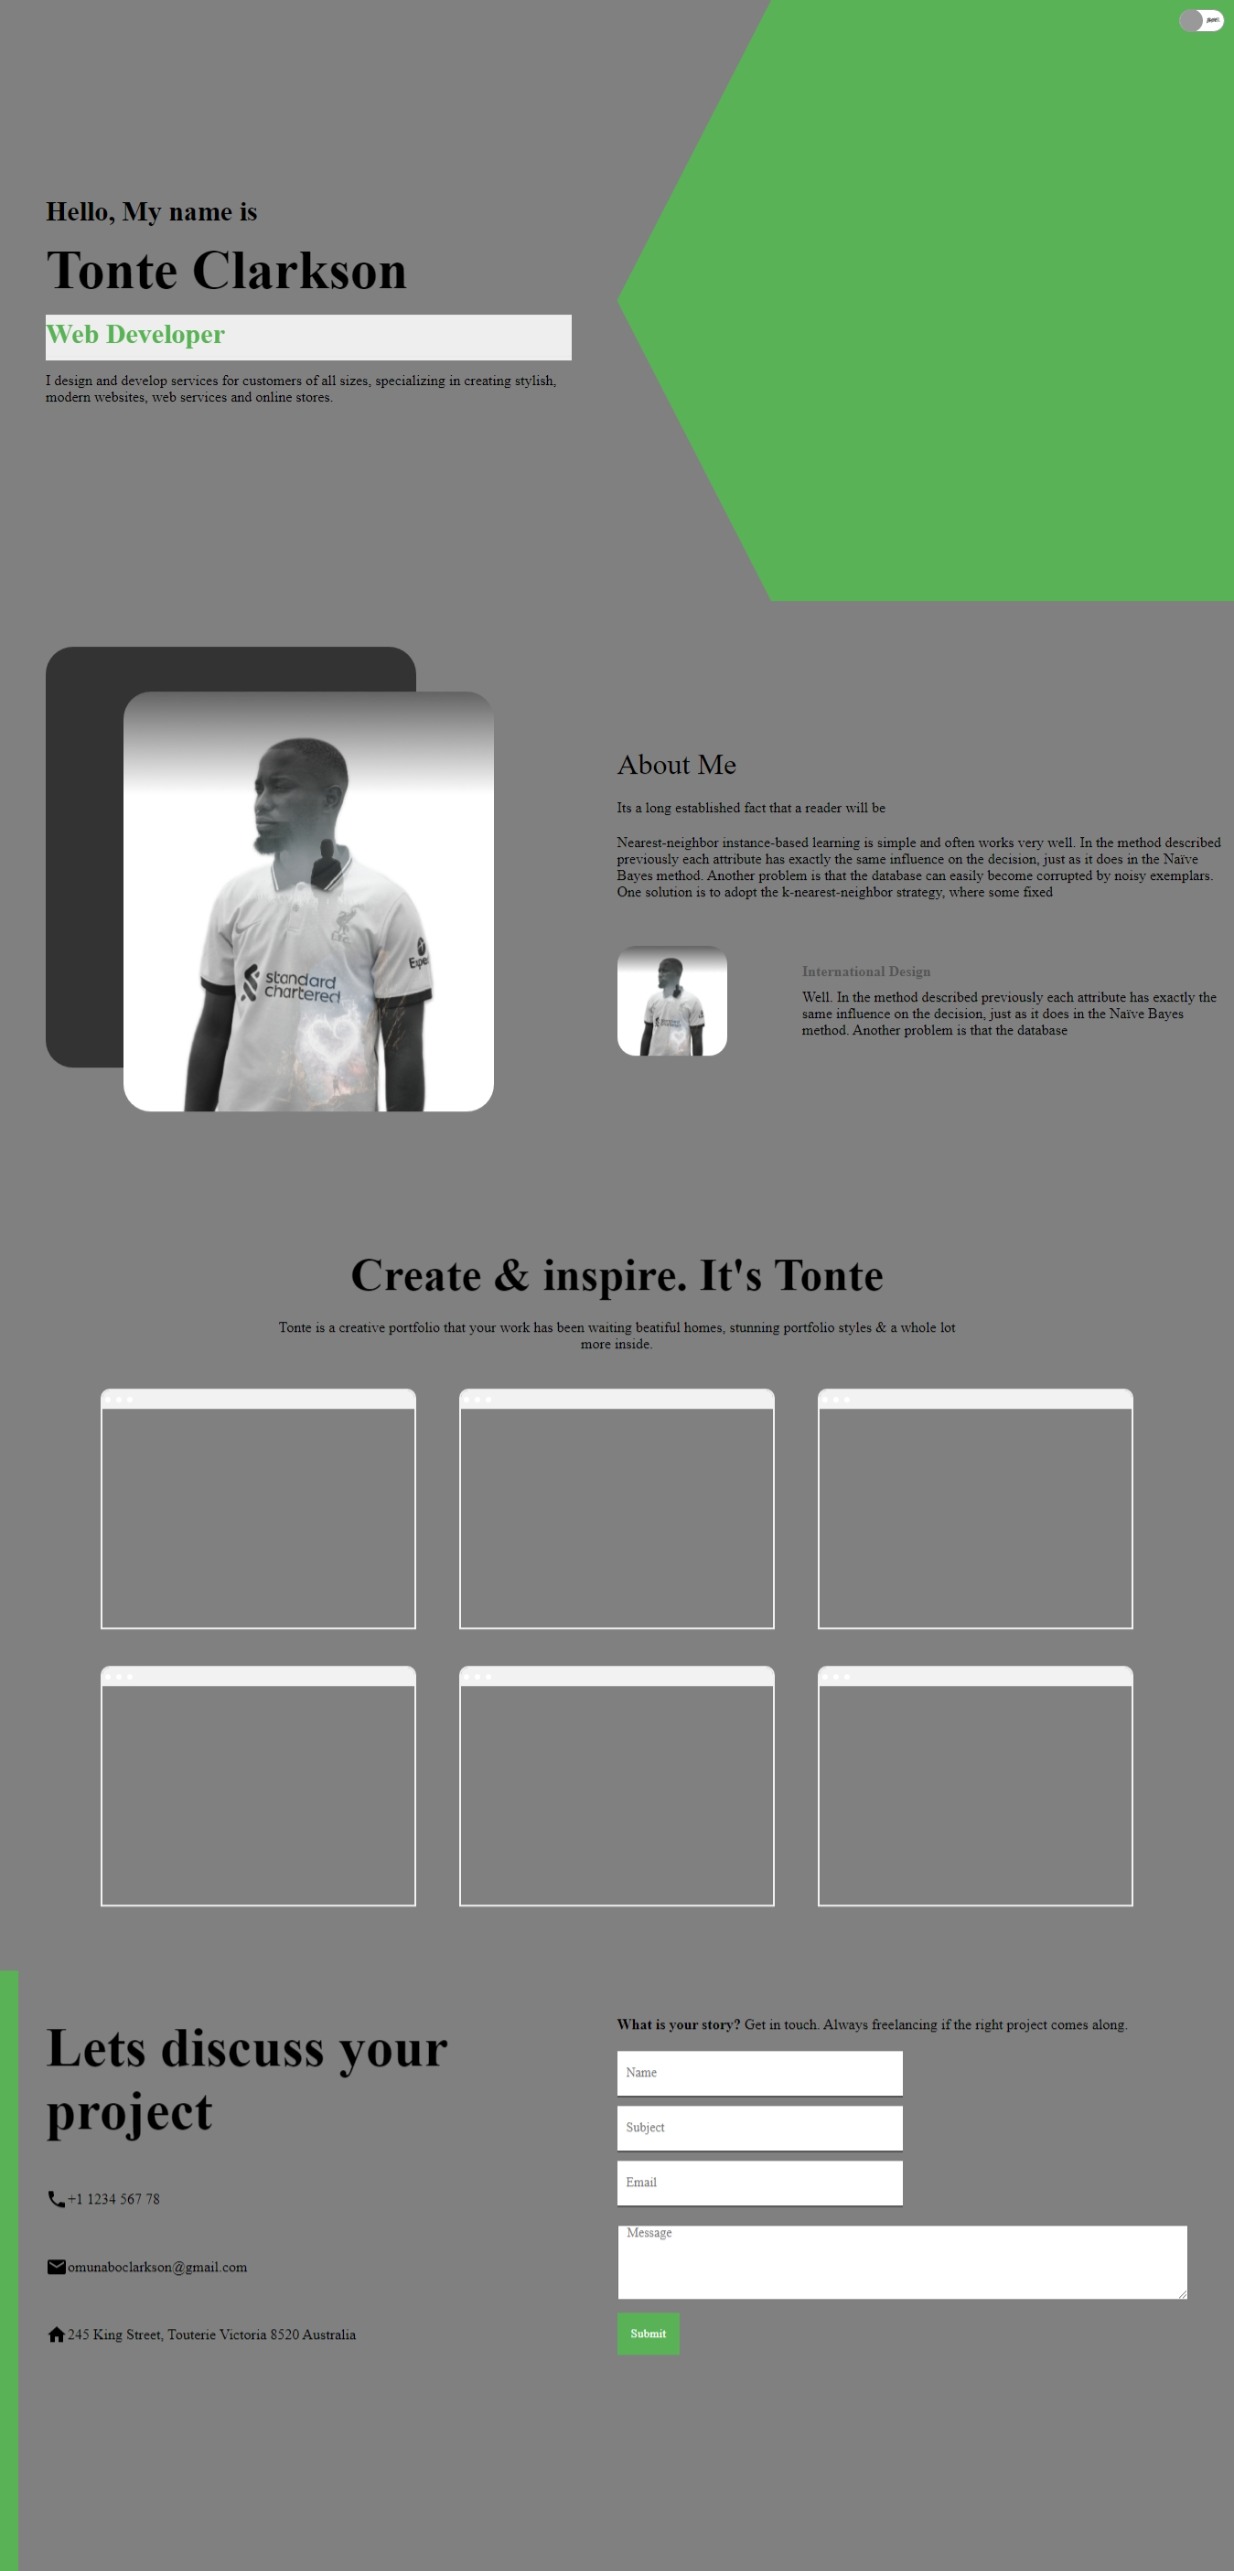 Hello, My name is
Tonte Clarkson
Web Developer
I design and develop services for customers of all sizes, specializing in creating stylish,
modern websites, web services and online stores.
standard
chartered
L.F.C.
About Me
Its a long established fact that a reader will be
Nearest-neighbor instance-based learning is simple and often works very well. In the method described
previously each attribute has exactly the same influence on the decision, just as it does in the Naïve
Bayes method. Another problem is that the database can easily become corrupted by noisy exemplars.
One solution is to adopt the k-nearest-neighbor strategy, where some fixed
International Design
Well. In the method described previously each attribute has exactly the
same influence on the decision, just as it does in the Naïve Bayes
method. Another problem is that the database
Create & inspire. It's Tonte
Tonte is a creative portfolio that your work has been waiting beatiful homes, stunning portfolio styles & a whole lot
more inside.
Lets discuss your
project
+1 1234 567 78
omunaboclarkson@gmail.com
245 King Street, Touterie Victoria 8520 Australia
What is your story? Get in touch. Always freelancing if the right project comes along.
Name
Subject
Email
Message
Submit